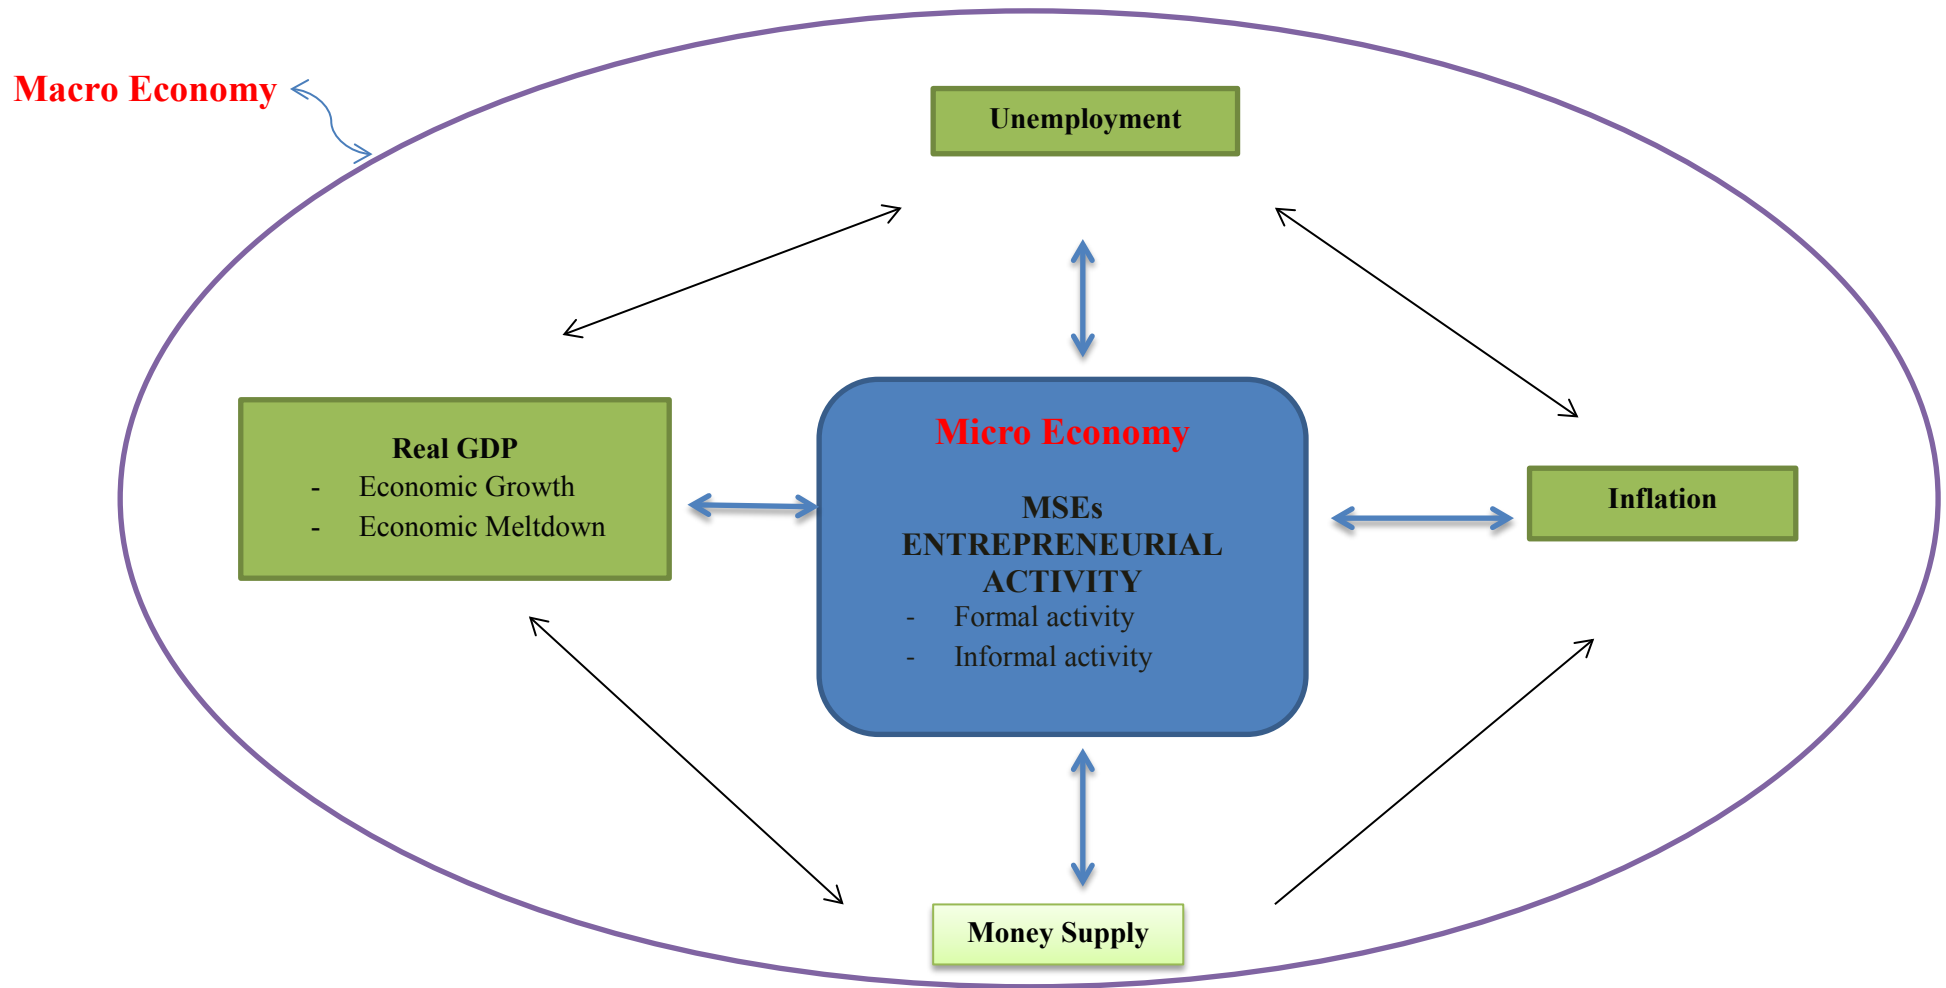 Macro Economy
Unemployment
Real GDP
- Economic Growth
- Economic Meltdown
Micro Economy
MSEs
ENTREPRENEURIAL
ACTIVITY
- Formal activity
- Informal activity
Inflation
Money Supply